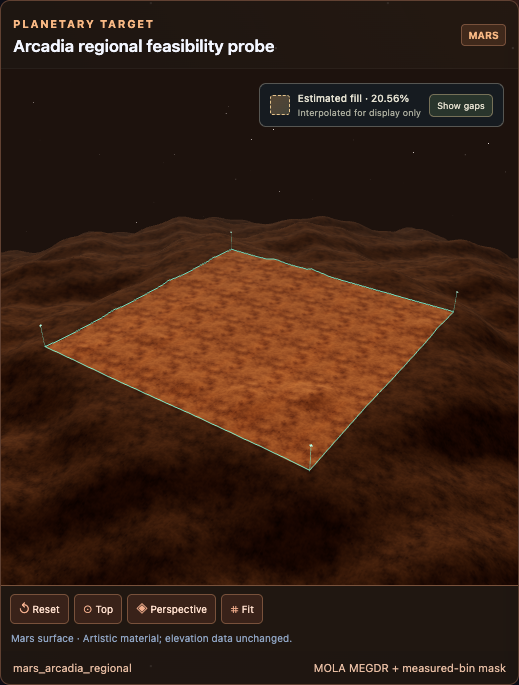 PLANETARY TARGET
Arcadia regional feasibility probe
MARS
Estimated fill · 20.56%
Interpolated for display only
Show gaps
Reset
Top
Perspective
Fit
Mars surface · Artistic material; elevation data unchanged.
mars_arcadia_regional
MOLA MEGDR + measured-bin mask